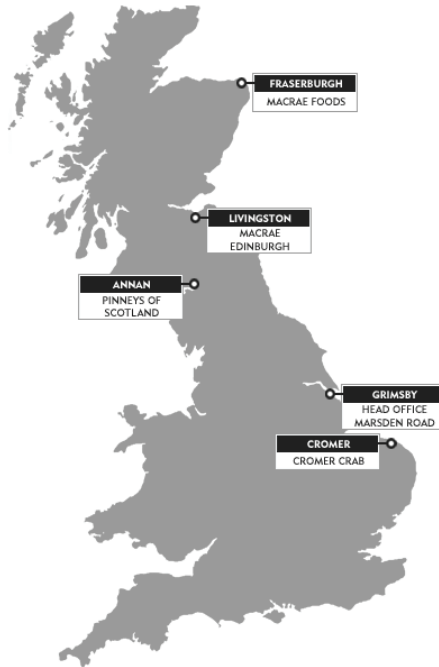 FRASERBURGH
MACRAE FOODS
LIVINGSTON
MACRAE
EDINBURGH
ANNAN
PINNEYS OF
SCOTLAND
GRIMSBY
HEAD OFFICE
MARSDEN ROAD
CROMER
CROMER CRAB